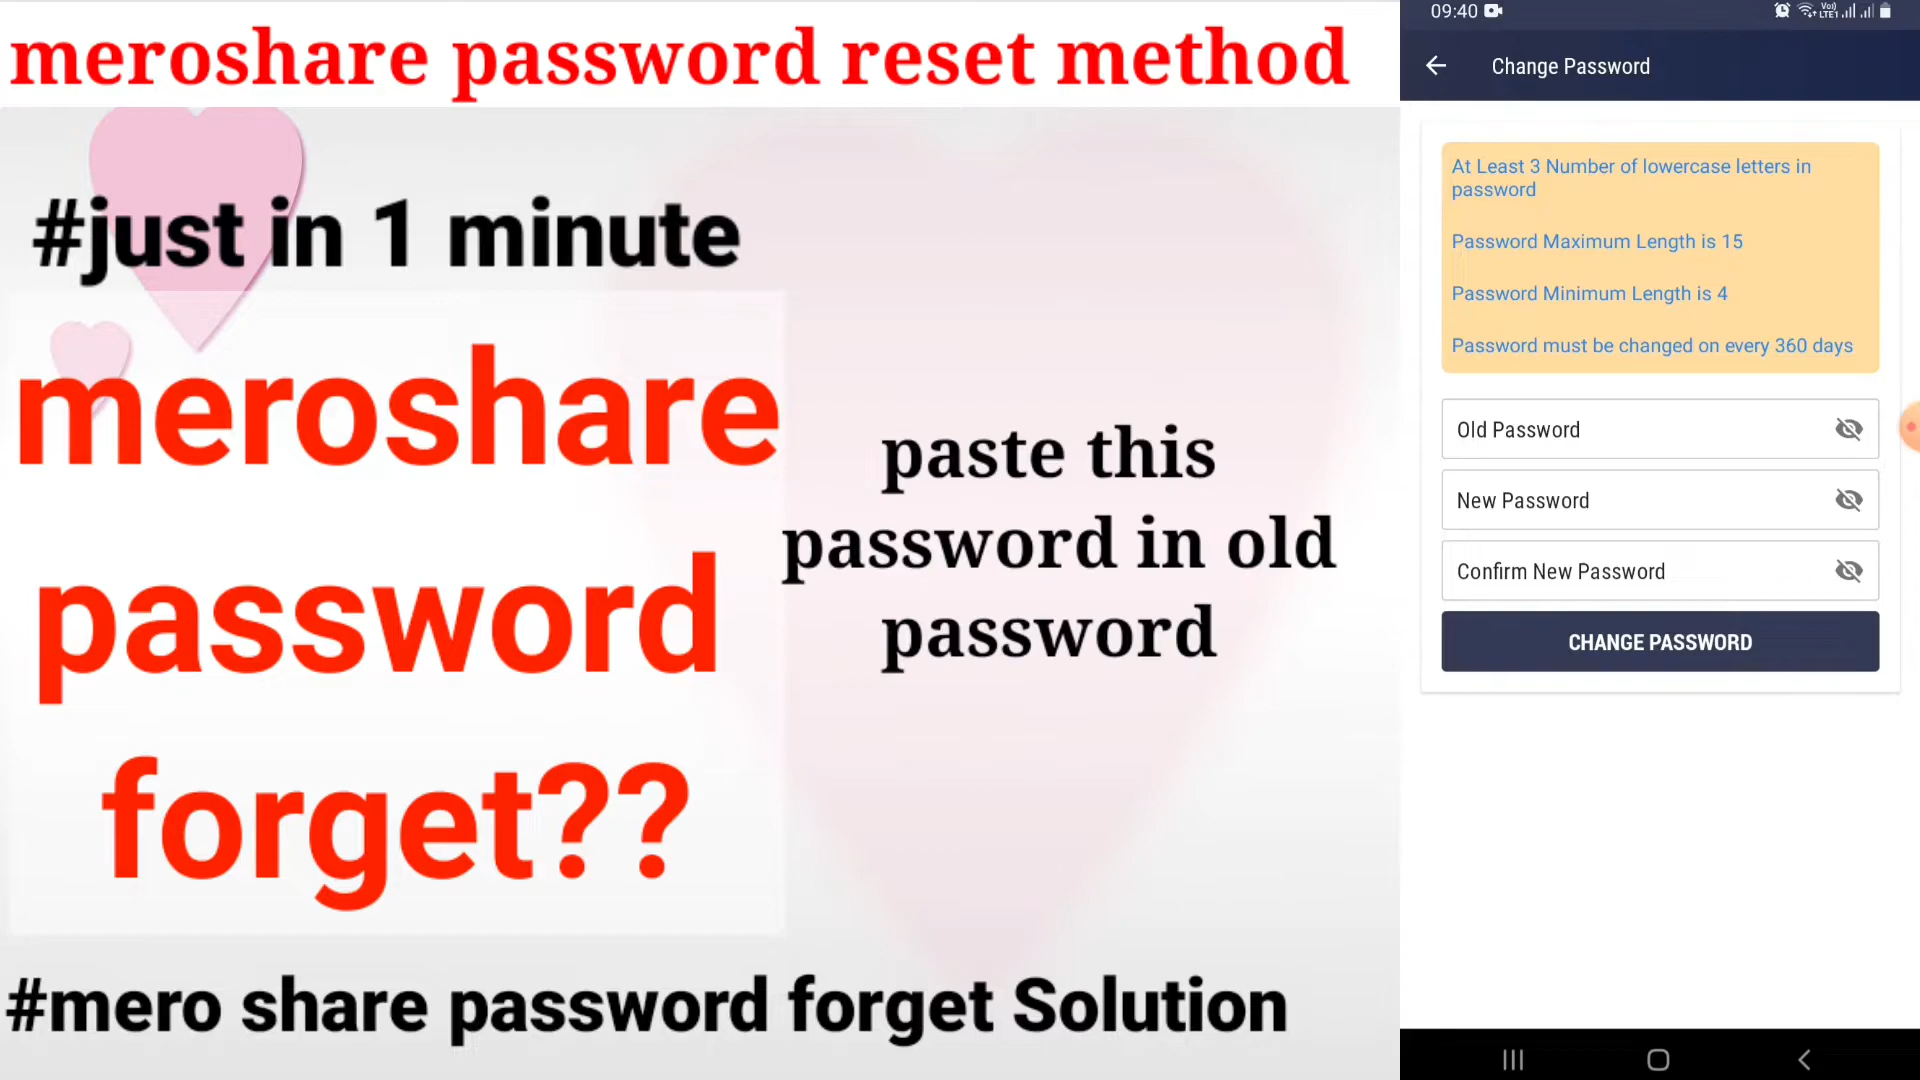 meroshare password reset method
#just in 1 minute
meroshare
password
forget??
paste this
password in old
password
#mero share password forget Solution
09:40
Change Password
At Least 3 Number of lowercase letters in
password
Password Maximum Length is 15
Password Minimum Length is 4
Password must be changed on every 360 days
Old Password
New Password
Confirm New Password
CHANGE PASSWORD